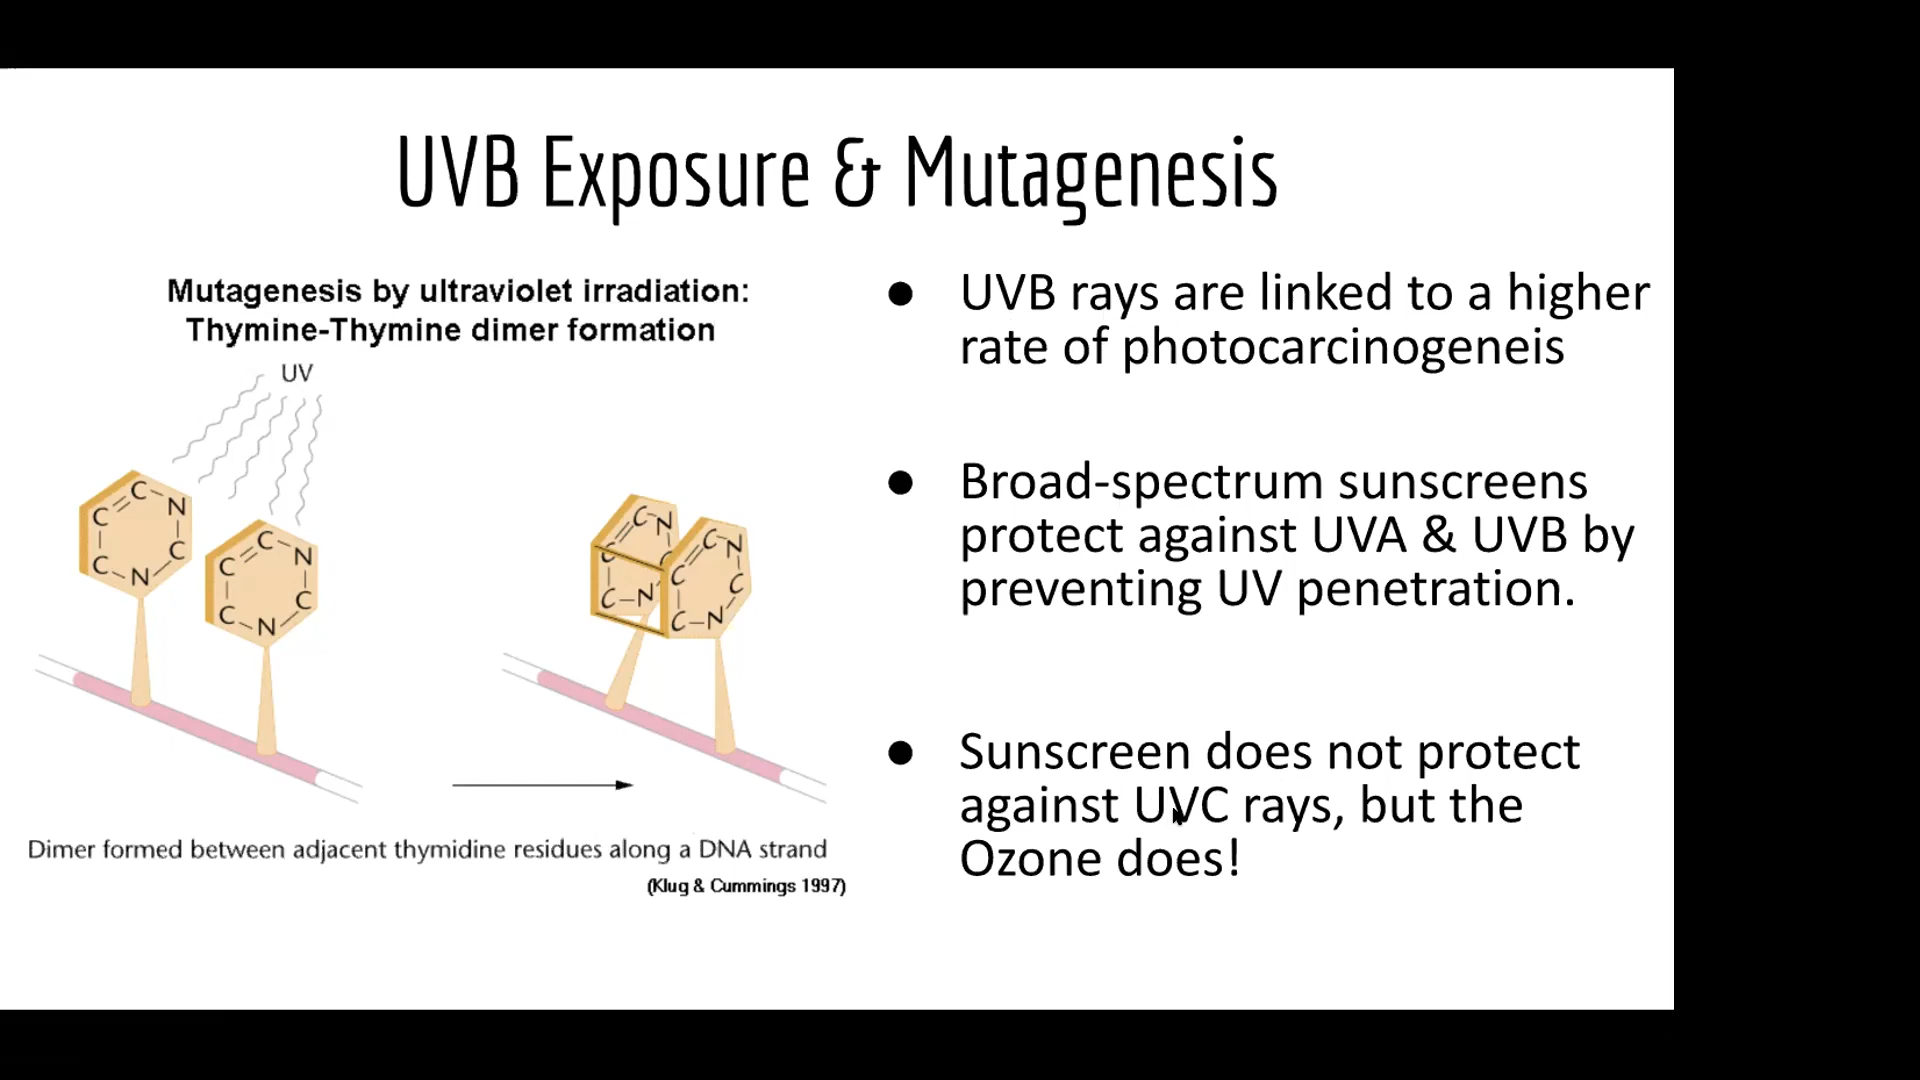 UVB Exposure & Mutagenesis
Mutagenesis by ultraviolet irradiation:
Thymine-Thymine dimer formation
UV
C N C N C C
C N C N C C
C N C C-N
C N C N C C
Dimer formed between adjacent thymidine residues along a DNA strand
(Klug & Cummings 1997)
● UVB rays are linked to a higher
rate of photocarcinogeneis
● Broad-spectrum sunscreens
protect against UVA & UVB by
preventing UV penetration.
● Sunscreen does not protect
against UVC rays, but the
Ozone does!